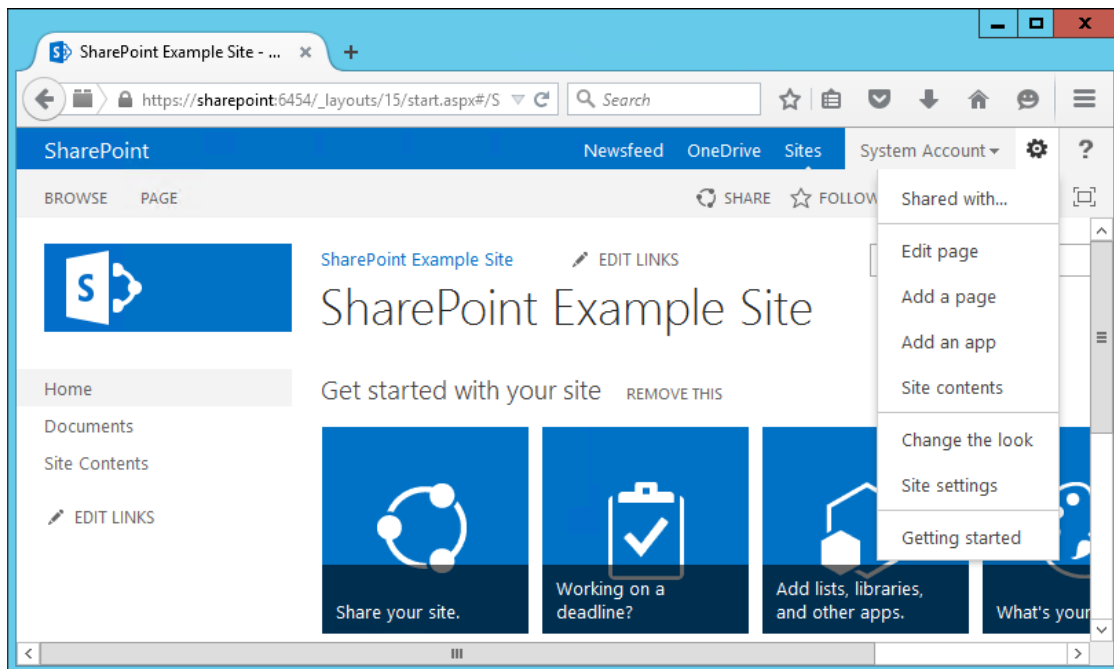 SharePoint Example Site - ...
https://sharepoint:6454/_layouts/15/start.aspx#/S
Search
SharePoint
Newsfeed OneDrive Sites System Account ?
BROWSE PAGE
SHARE FOLLOW
Shared with...
Edit page
Add a page
Add an app
Site contents
Change the look
Site settings
Getting started
S
SharePoint Example Site EDIT LINKS
SharePoint Example Site
Home
Documents
Site Contents
EDIT LINKS
Get started with your site REMOVE THIS
Share your site.
Working on a
deadline?
Add lists, libraries,
and other apps.
What's your